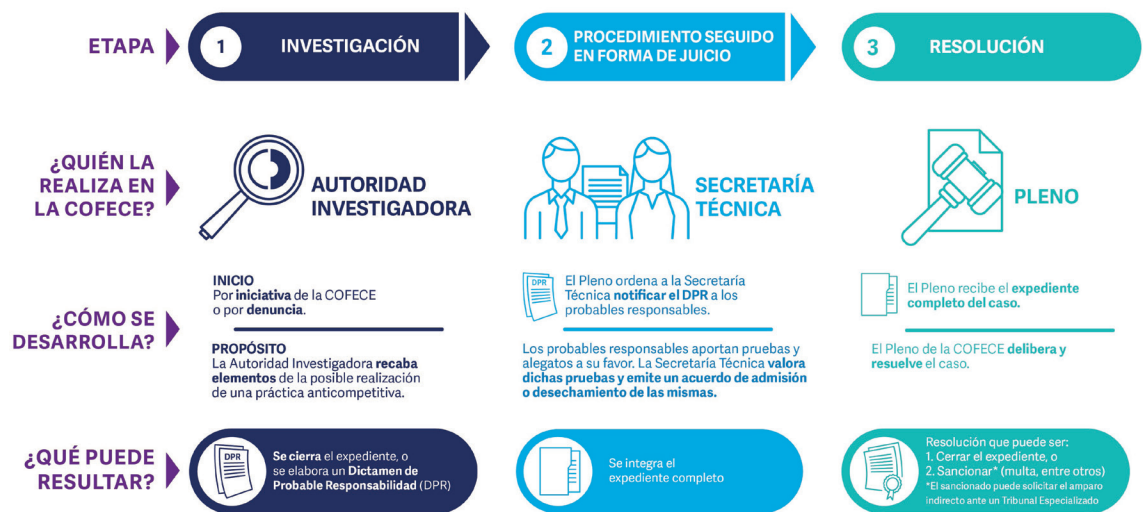 ETAPA
1
INVESTIGACIÓN
2
PROCEDIMIENTO SEGUIDO
EN FORMA DE JUICIO
3
RESOLUCIÓN
¿QUIÉN LA
REALIZA EN
LA COFECE?
AUTORIDAD
INVESTIGADORA
SECRETARÍA
TÉCNICA
PLENO
¿CÓMO SE
DESARROLLA?
INICIO
Por iniciativa de la COFECE
o por denuncia.
PROPÓSITO
La Autoridad Investigadora recaba
elementos de la posible realización
de una práctica anticompetitiva.
DPR
El Pleno ordena a la Secretaría
Técnica notificar el DPR a los
probables responsables.
Los probables responsables aportan pruebas y
alegatos a su favor. La Secretaría Técnica valora
dichas pruebas y emite un acuerdo de admisión
o desechamiento de las mismas.
El Pleno recibe el expediente
completo del caso.
El Pleno de la COFECE delibera y
resuelve el caso.
¿QUÉ PUEDE
RESULTAR?
DPR
Se cierra el expediente, o
se elabora un Dictamen de
Probable Responsabilidad (DPR)
Se integra el
expediente completo
Resolución que puede ser:
1. Cerrar el expediente, o
2. Sancionar* (multa, entre otros)
*El sancionado puede solicitar el amparo
indirecto ante un Tribunal Especializado